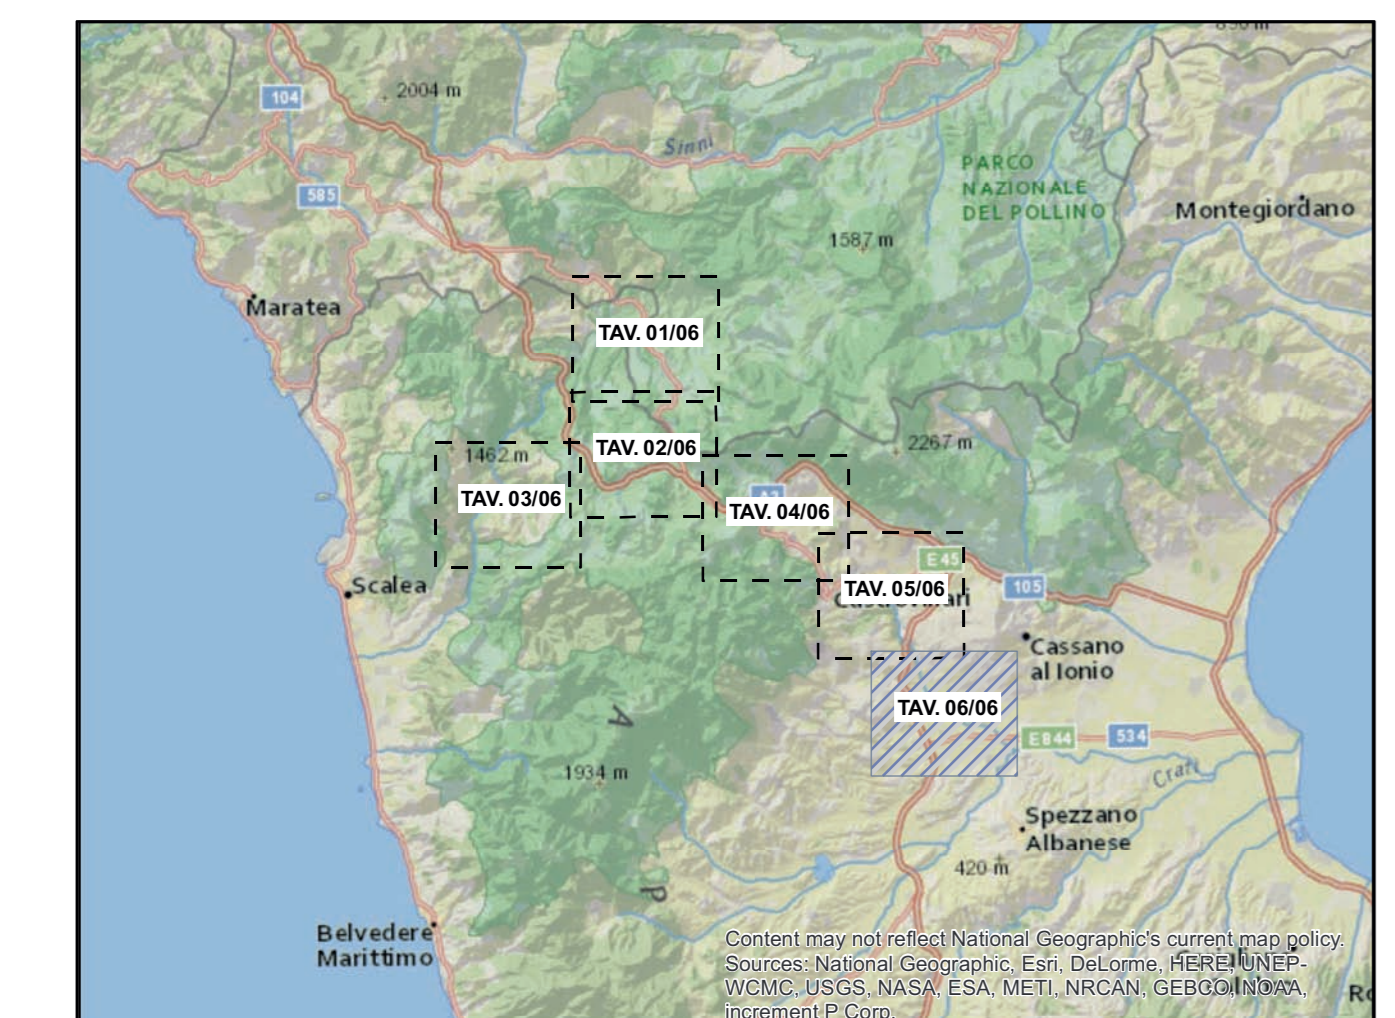 104
2004 m
Sinni
585
PARCO
NAZIONALE
DEL POLLINO
Montegiordano
1587 m
Maratea
TAV. 01/06
TAV. 02/06
2267 m
1462 m
TAV. 03/06
TAV. 04/06
E45
105
Scalea
TAV. 05/06
Cassano
al Ionio
TAV. 06/06
A
E844
534
1934 m
Crati
Spezzano
Albanese
420 m
P
Belvedere
Marittimo
Content may not reflect National Geographic's current map policy.
Sources: National Geographic, Esri, DeLorme, HERE, UNEP-
WCMC, USGS, NASA, ESA, METI, NRCAN, GEBCO, NOAA,
increment P Corp.